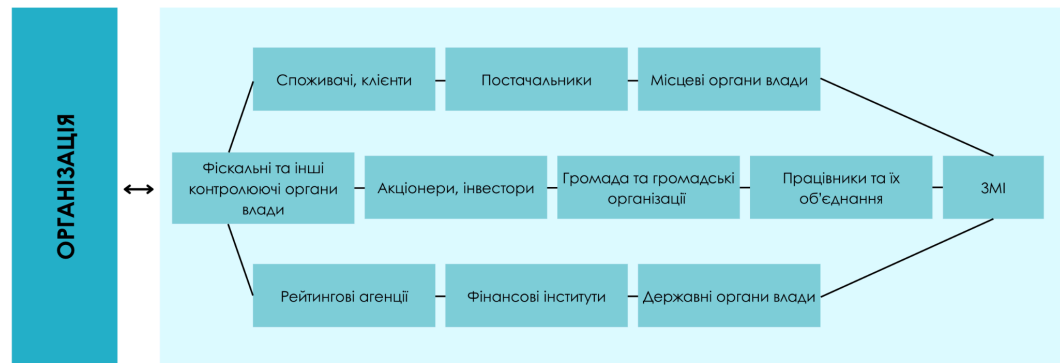 ОРГАНІЗАЦІЯ
Споживачі, клієнти
Постачальники
Місцеві органи влади
Фіскальні та інші
контролюючі органи
влади
Акціонери, інвестори
Громада та громадські
організації
Працівники та їх
об'єднання
ЗМІ
Рейтингові агенції
Фінансові інститути
Державні органи влади